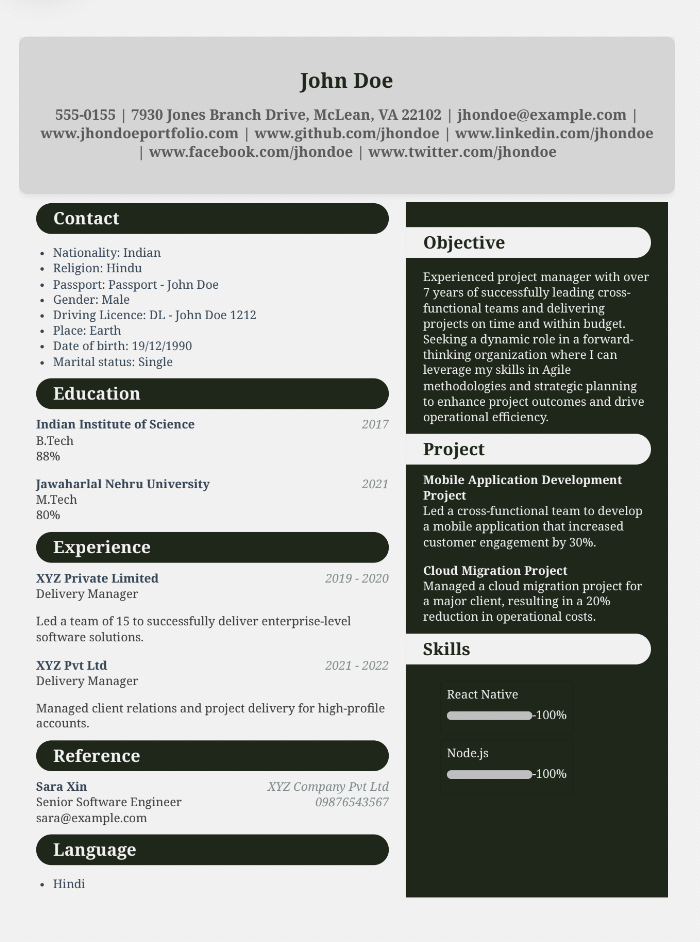 John Doe
555-0155 | 7930 Jones Branch Drive, McLean, VA 22102 | jhondoe@example.com |
www.jhondoeportfolio.com | www.github.com/jhondoe | www.linkedin.com/jhondoe
| www.facebook.com/jhondoe | www.twitter.com/jhondoe
Contact
• Nationality: Indian
• Religion: Hindu
• Passport: Passport - John Doe
• Gender: Male
• Driving Licence: DL - John Doe 1212
• Place: Earth
• Date of birth: 19/12/1990
• Marital status: Single
Education
Indian Institute of Science 2017
B.Tech
88%
Jawaharlal Nehru University 2021
M.Tech
80%
Experience
XYZ Private Limited 2019 - 2020
Delivery Manager
Led a team of 15 to successfully deliver enterprise-level
software solutions.
XYZ Pvt Ltd 2021 - 2022
Delivery Manager
Managed client relations and project delivery for high-profile
accounts.
Reference
Sara Xin XYZ Company Pvt Ltd
Senior Software Engineer 09876543567
sara@example.com
Language
• Hindi
Objective
Experienced project manager with over
7 years of successfully leading cross-
functional teams and delivering
projects on time and within budget.
Seeking a dynamic role in a forward-
thinking organization where I can
leverage my skills in Agile
methodologies and strategic planning
to enhance project outcomes and drive
operational efficiency.
Project
Mobile Application Development
Project
Led a cross-functional team to develop
a mobile application that increased
customer engagement by 30%.
Cloud Migration Project
Managed a cloud migration project for
a major client, resulting in a 20%
reduction in operational costs.
Skills
React Native
-100%
Node.js
-100%